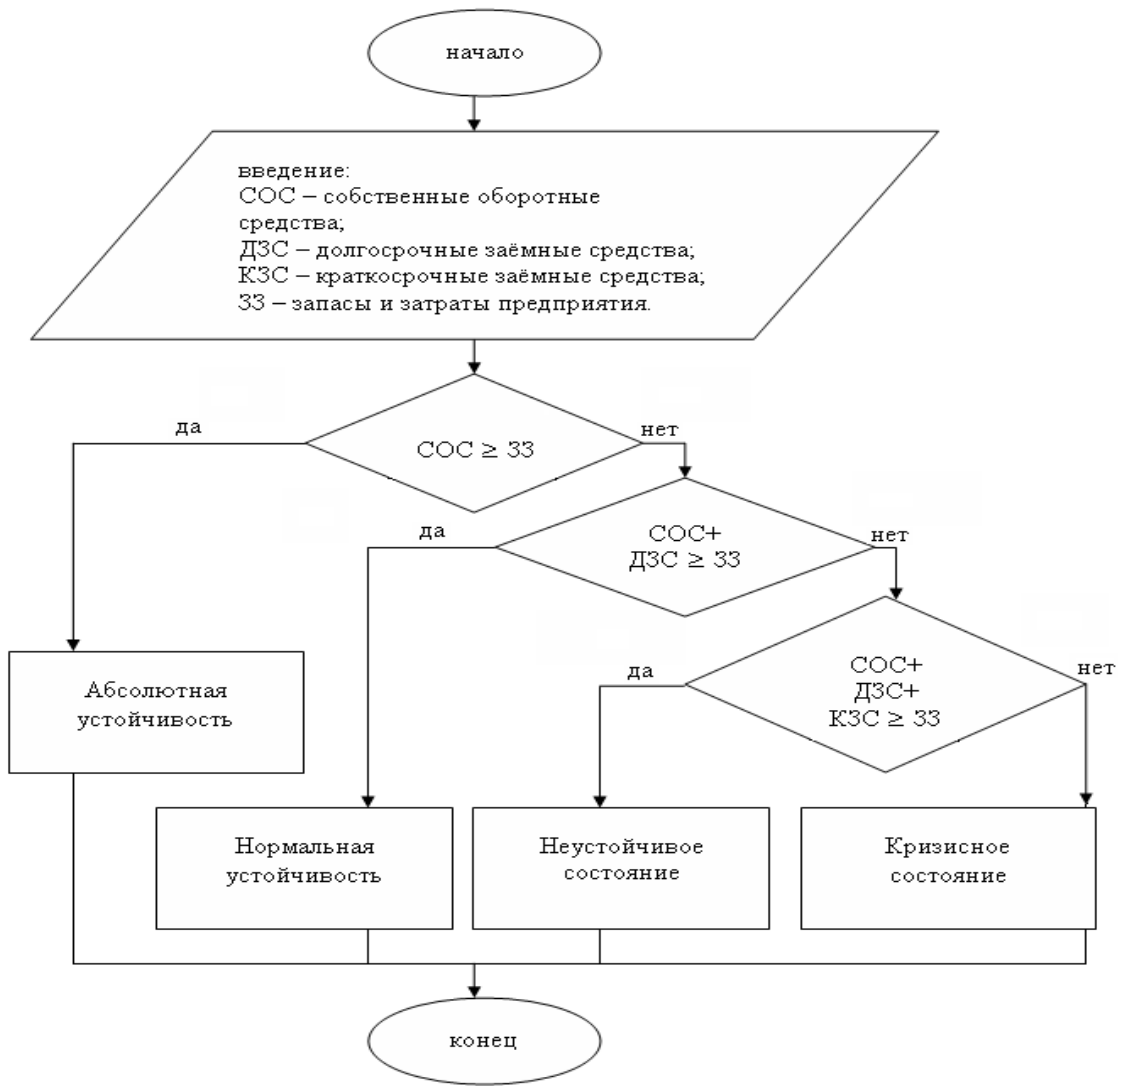 начало
введение:
СОС – собственные оборотные
средства;
ДЗС – долгосрочные заёмные средства;
КЗС – краткосрочные заёмные средства;
ЗЗ – запасы и затраты предприятия.
да
СОС ≥ ЗЗ
нет
да
СОС+
ДЗС ≥ ЗЗ
нет
да
СОС+
ДЗС+
КЗС ≥ ЗЗ
нет
Абсолютная
устойчивость
Нормальная
устойчивость
Неустойчивое
состояние
Кризисное
состояние
конец